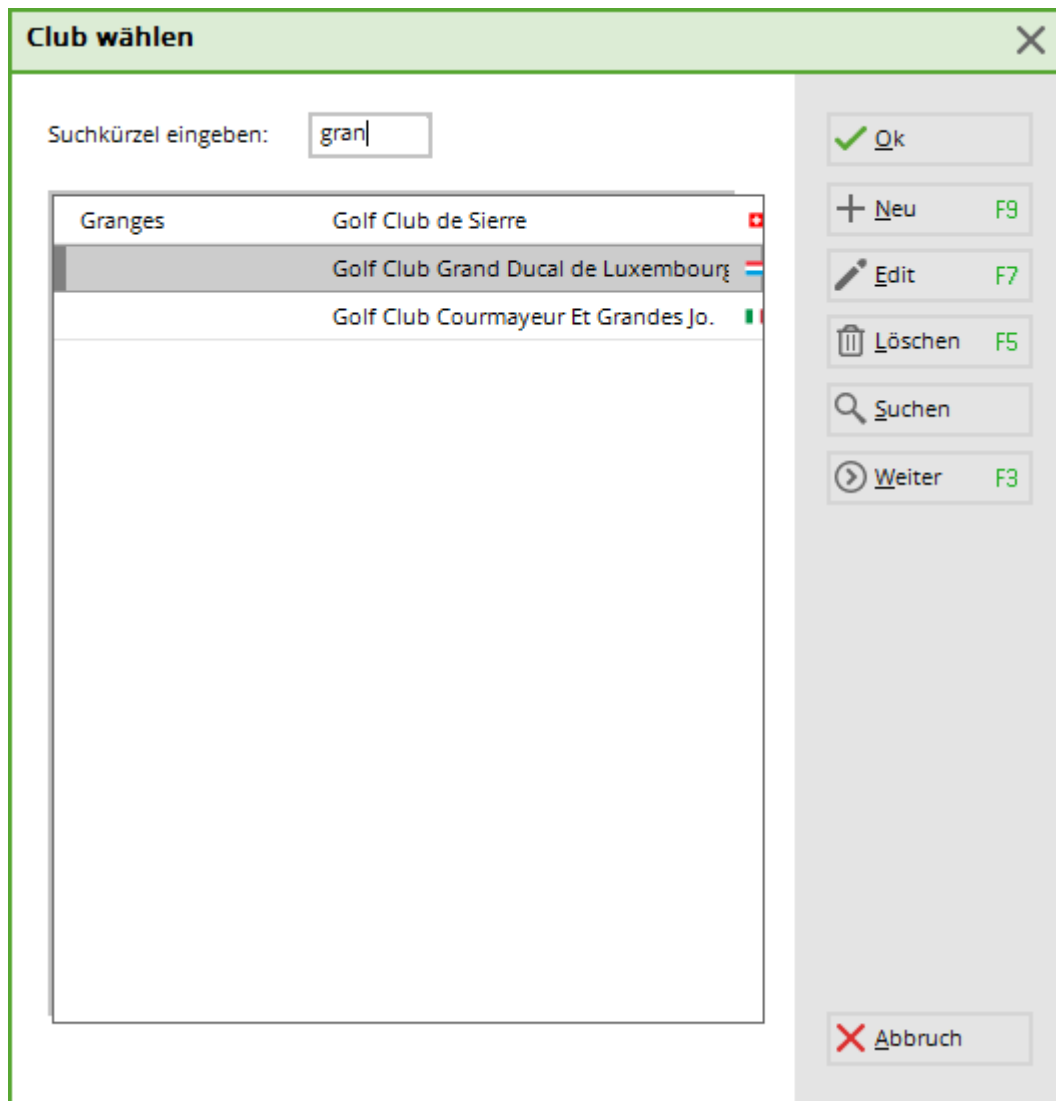 Club wählen
Suchkürzel eingeben: gran
Ok
Granges Golf Club de Sierre
Neu F9
Golf Club Grand Ducal de Luxembourg
Edit F7
Golf Club Courmayeur Et Grandes Jo.
Löschen F5
Suchen
Weiter F3
Abbruch